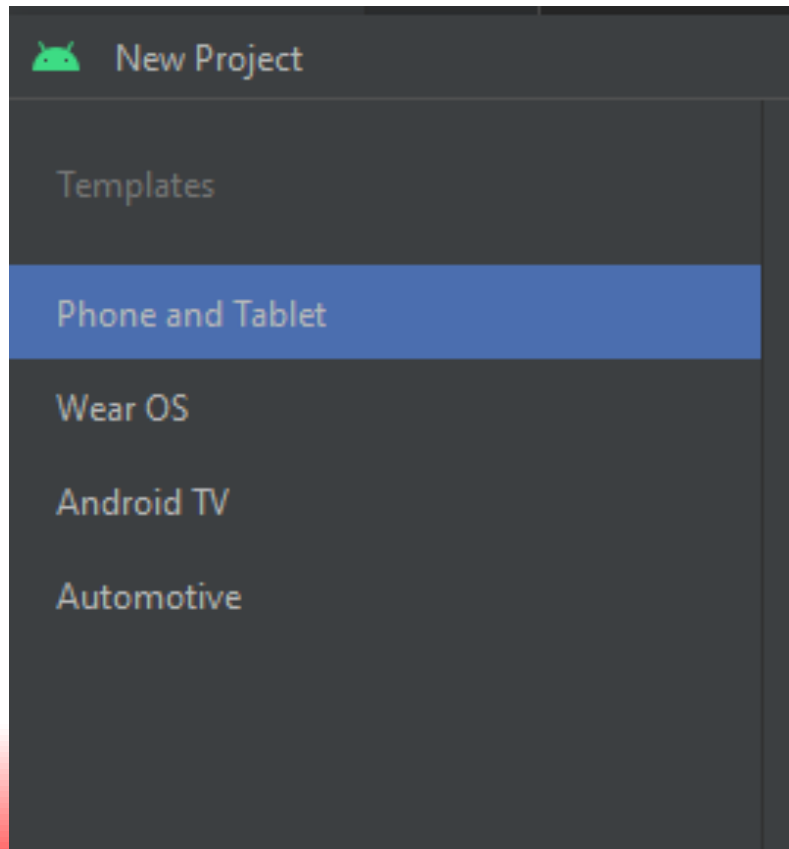 New Project
Templates
Phone and Tablet
Wear OS
Android TV
Automotive